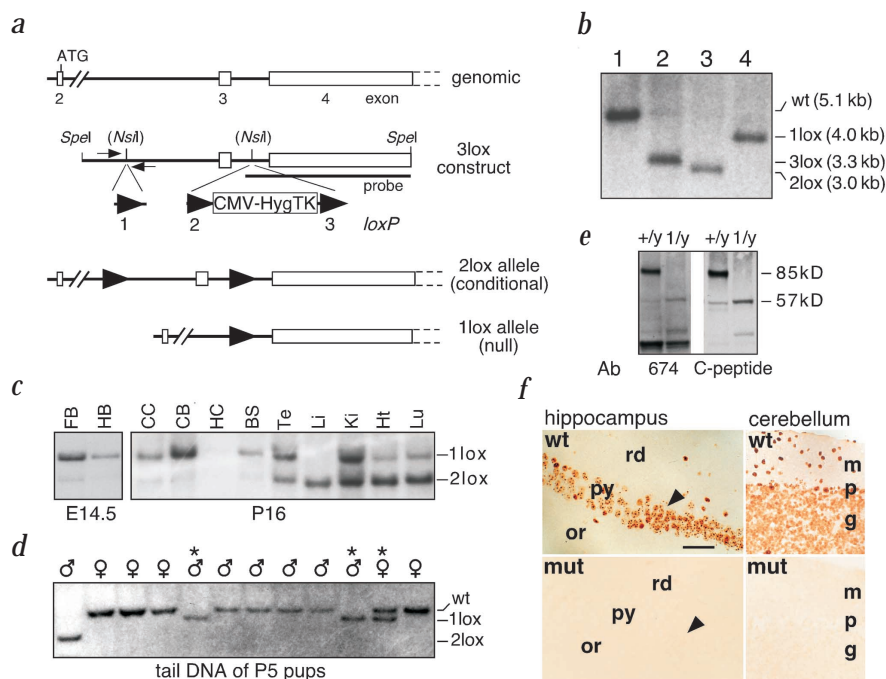 a
ATG
genomic
2
3
4
exon
SpeI
(NsiI)
(NsiI)
SpeI
3lox
construct
probe
CMV-HygTK
1
2
3
loxP
2lox allele
(conditional)
1lox allele
(null)
b
1 2 3 4
wt (5.1 kb)
1lox (4.0 kb)
3lox (3.3 kb)
2lox (3.0 kb)
e
+/y 1/y +/y 1/y
85kD
57kD
Ab 674 C-peptide
c
FB HB CC CB HC BS Te Li Ki Ht Lu
1lox
2lox
E14.5 P16
d
♂ ♀ ♀ ♀ *♂ ♂ ♂ ♂ ♂ *♂ *♀ ♀
wt
1lox
2lox
tail DNA of P5 pups
f
hippocampus
cerebellum
wt
rd
py
or
wt
m
p
g
mut
rd
py
or
mut
m
p
g